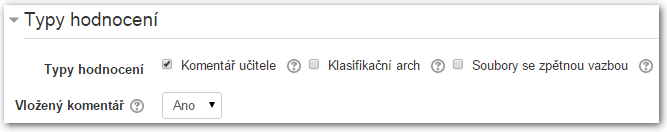 Typy hodnocení
Typy hodnocení Komentář učitele Klasifikační arch Soubory se zpětnou vazbou
Vložený komentář Ano